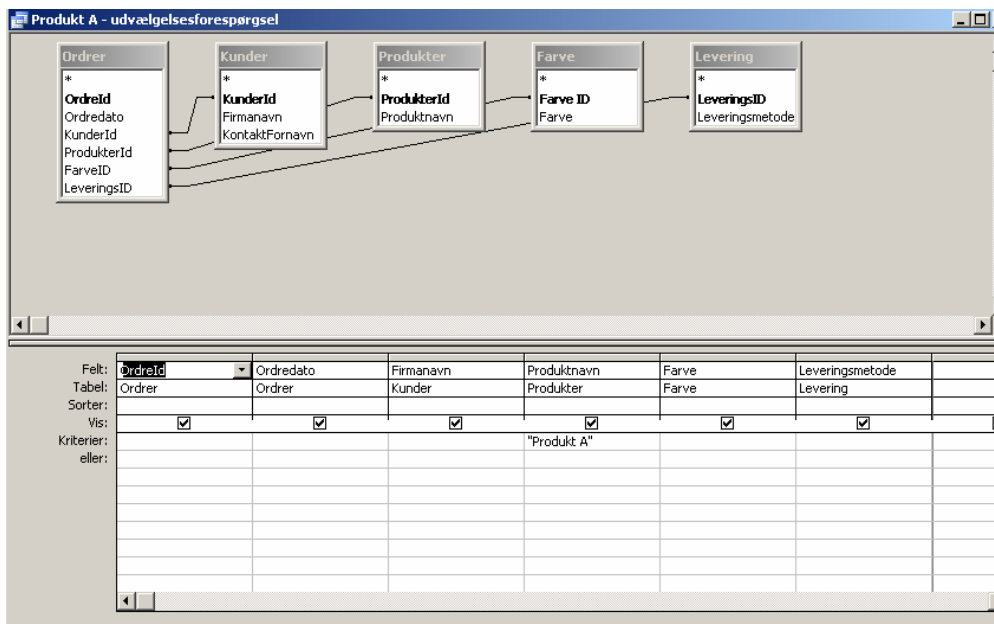 Produkt A - udvælgelsesforespørgsel
Ordrer
*
OrdreId
Ordredato
KunderId
ProdukterId
FarveID
LeveringsID
Kunder
*
KunderId
Firmanavn
KontaktFornavn
Produkter
*
ProdukterId
Produktnavn
Farve
*
Farve ID
Farve
Levering
*
LeveringsID
Leveringsmetode
Felt: OrdreId Ordredato Firmanavn Produktnavn Farve Leveringsmetode
Tabel: Ordrer Ordrer Kunder Produkter Farve Levering
Sorter:
Vis:
Kriterier: "Produkt A"
eller: